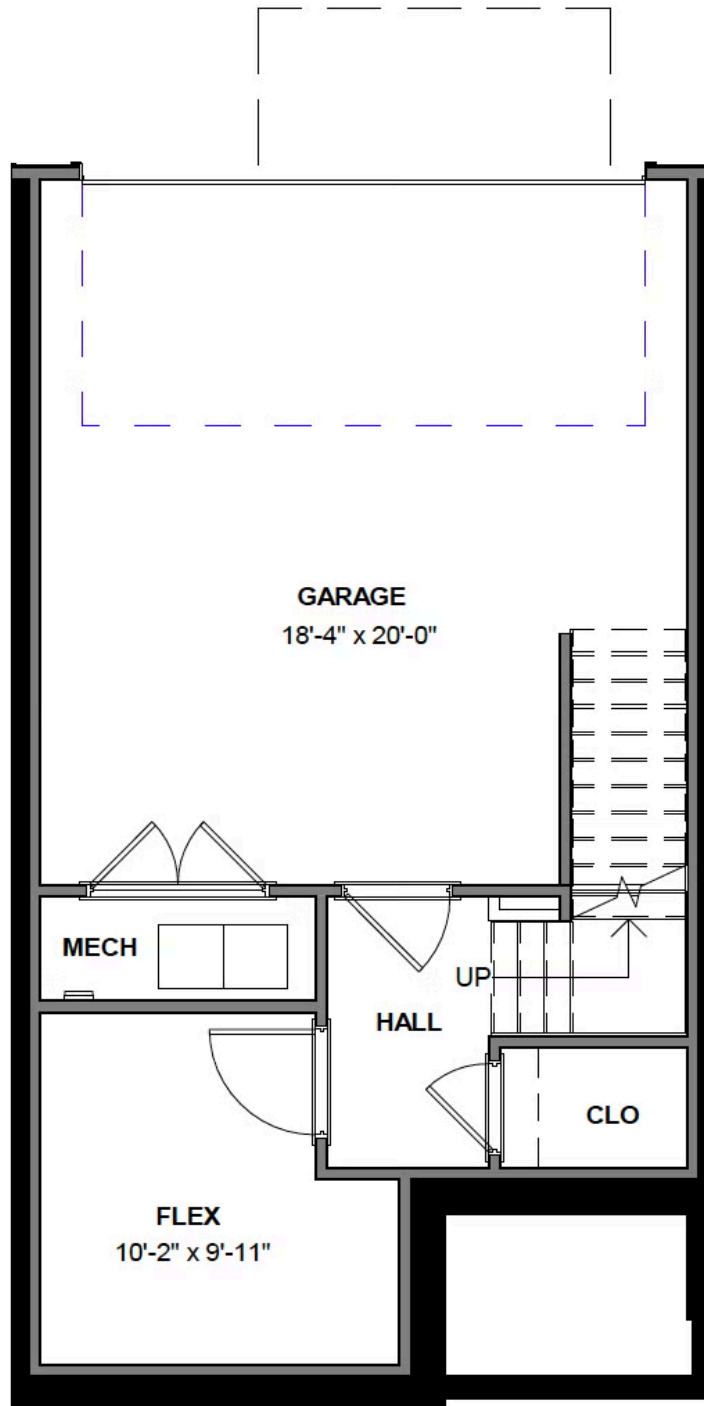 GARAGE
18'-4" x 20'-0"
MECH
UP
HALL
CLO
FLEX
10'-2" x 9'-11"